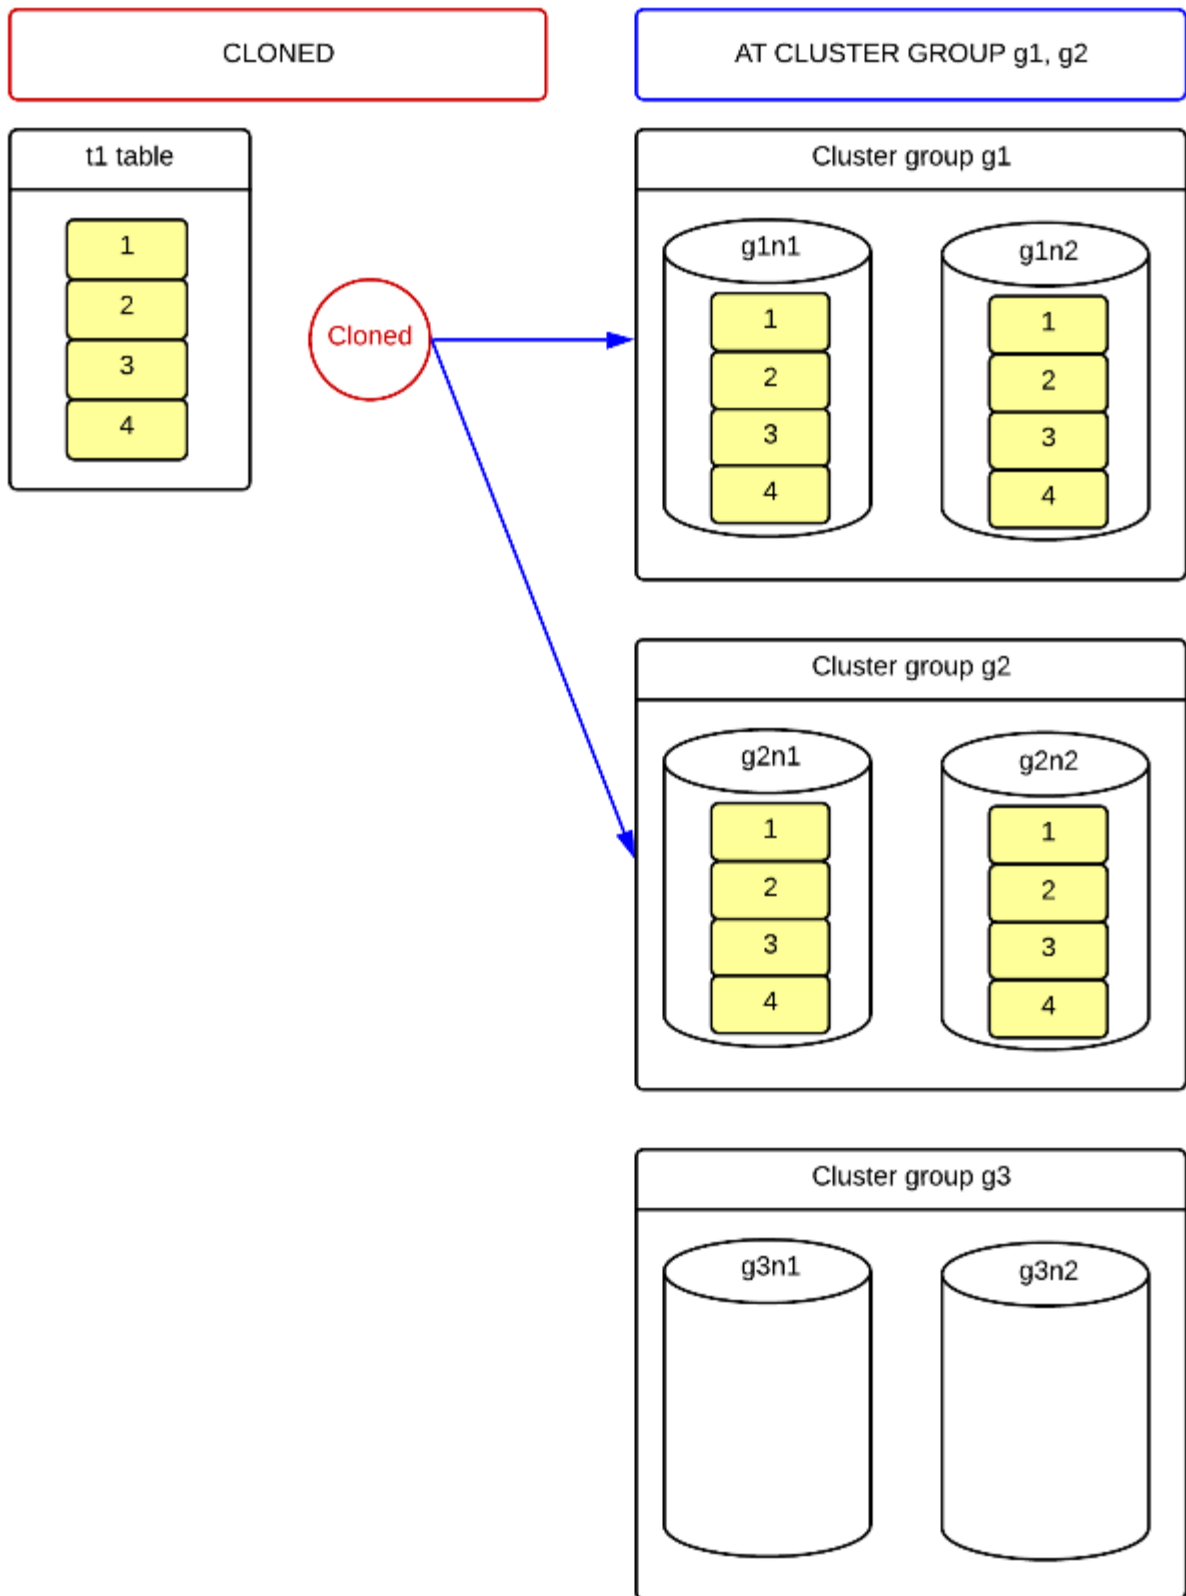 CLONED
AT CLUSTER GROUP g1, g2
t1 table
1
2
3
4
Cloned
Cluster group g1
g1n1
1
2
3
4
g1n2
1
2
3
4
Cluster group g2
g2n1
1
2
3
4
g2n2
1
2
3
4
Cluster group g3
g3n1
g3n2